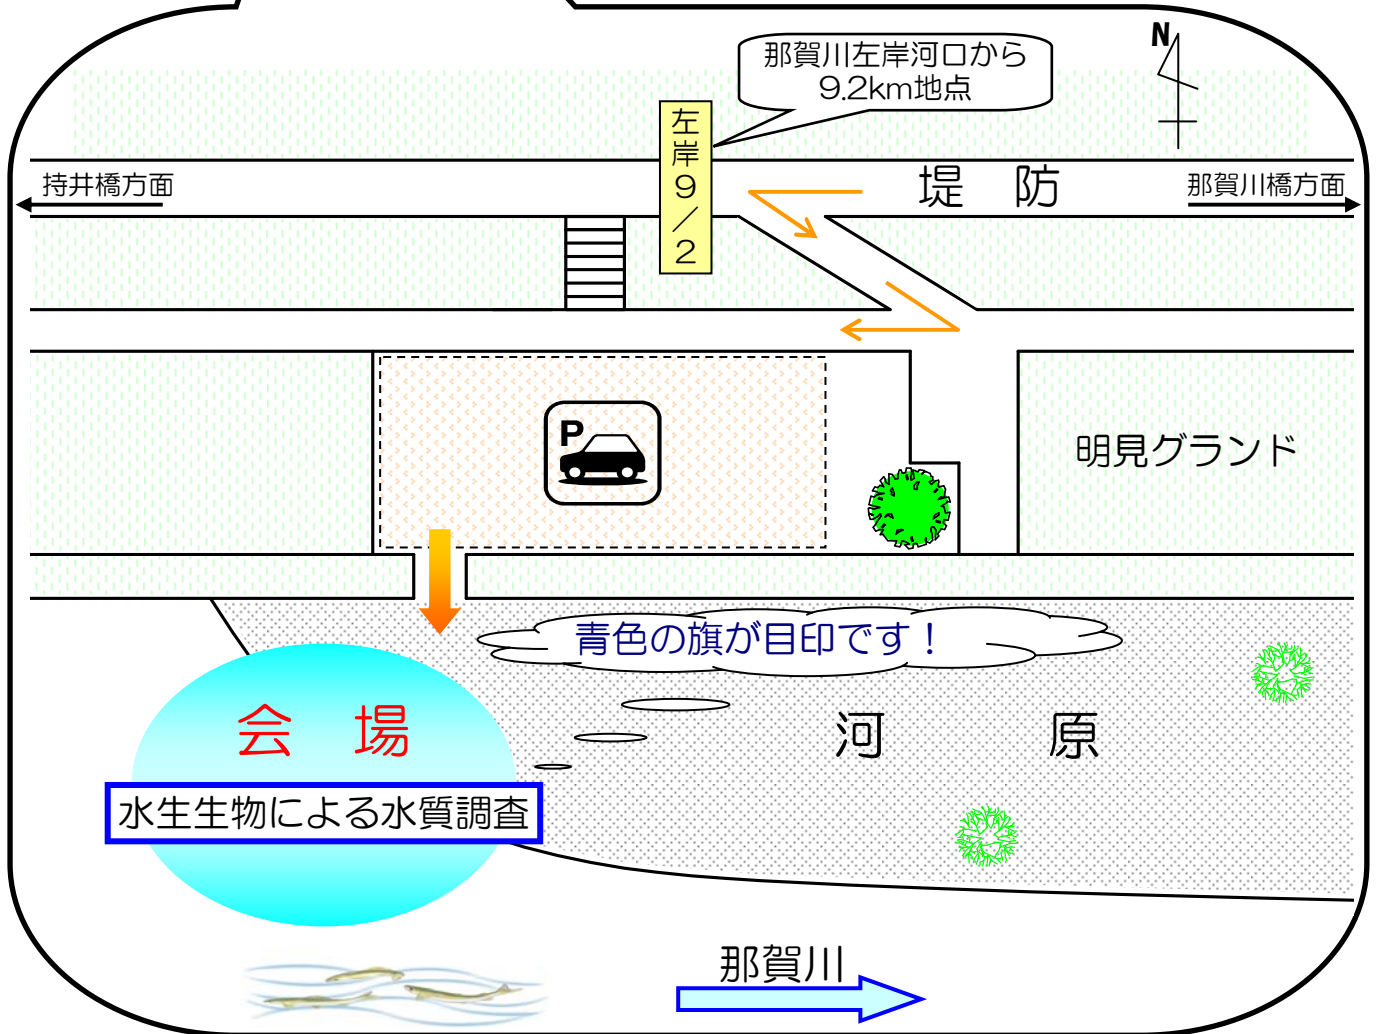 那賀川左岸河口から
9.2km地点
N
左岸９／２
持井橋方面
堤　防
那賀川橋方面
P
明見グランド
青色の旗が目印です！
会　場
河　原
水生生物による水質調査
那賀川